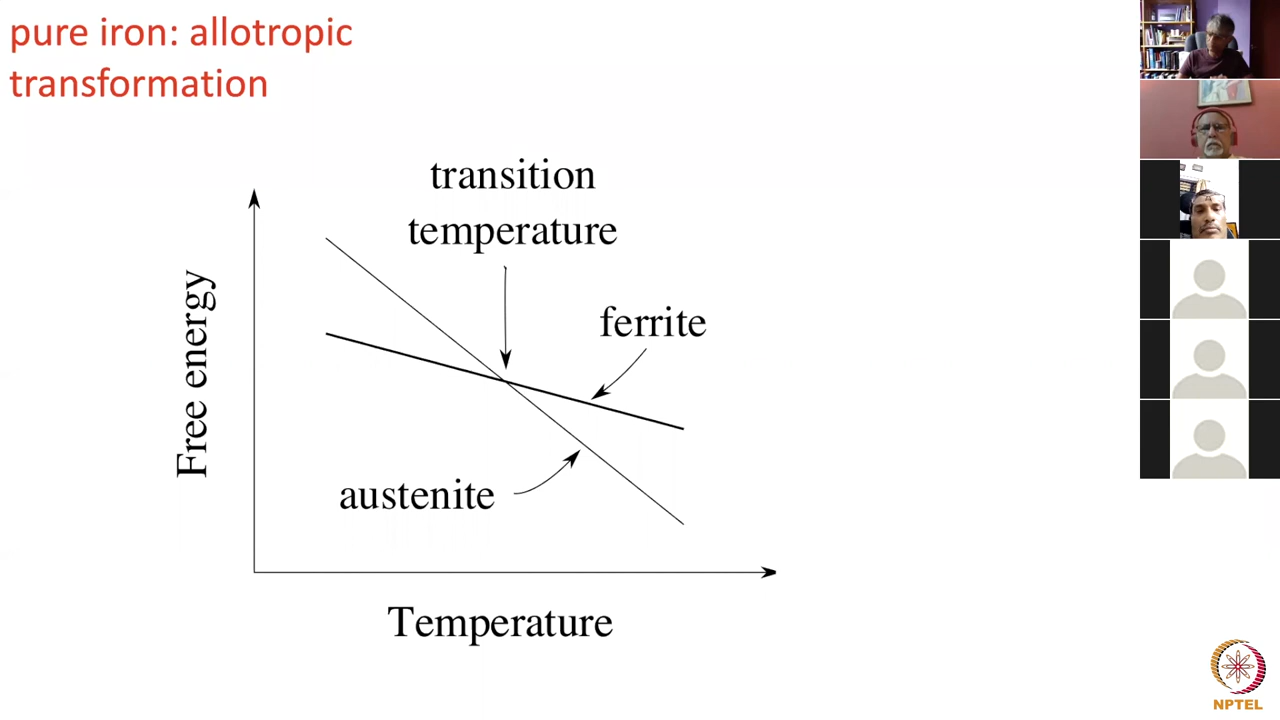 pure iron: allotropic
transformation
transition
temperature
ferrite
Free energy
austenite
Temperature
NPTEL